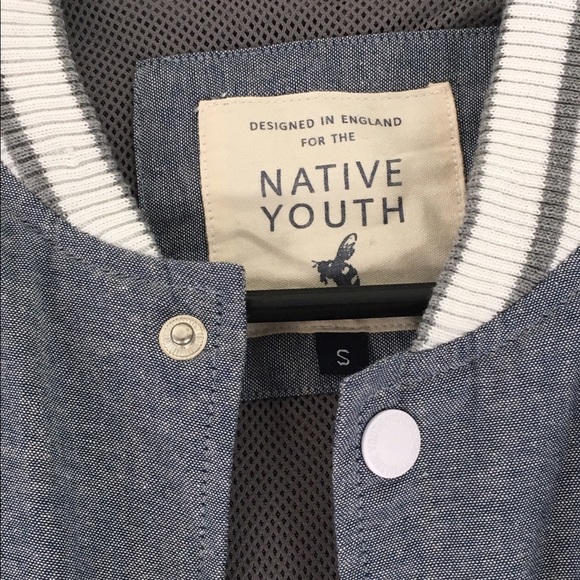 DESIGNED IN ENGLAND
FOR THE
NATIVE
YOUTH
S